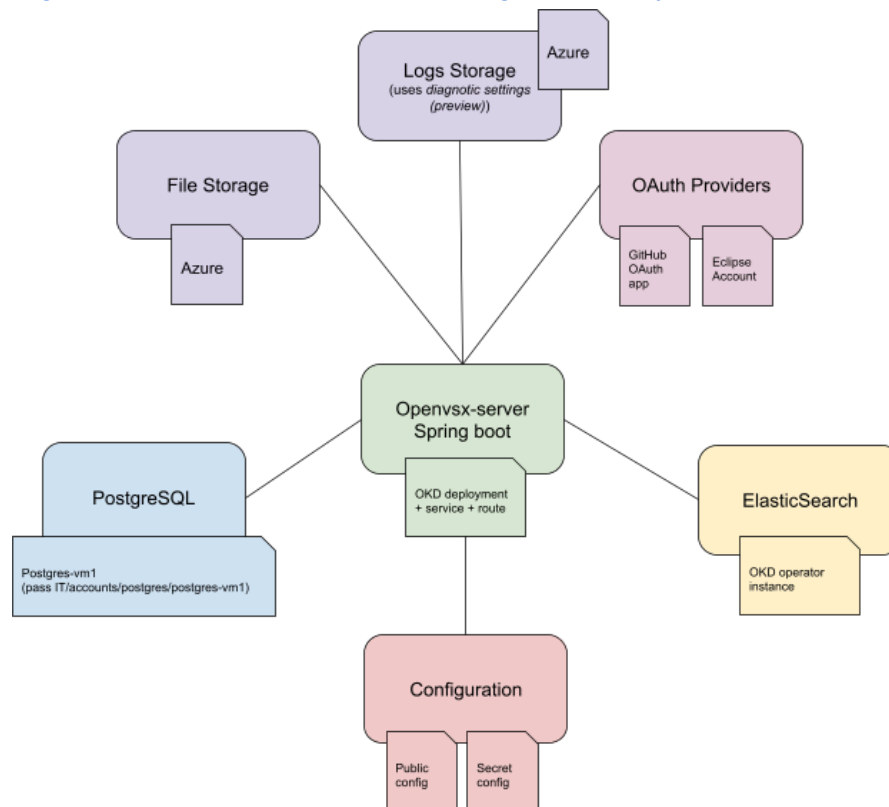 Logs Storage
(uses diagnostic settings
(preview))
Azure
File Storage
Azure
OAuth Providers
GitHub
OAuth
app
Eclipse
Account
Openvsx-server
Spring boot
OKD deployment
+ service + route
PostgreSQL
Postgres-vm1
(pass IT/accounts/postgres/postgres-vm1)
ElasticSearch
OKD operator
instance
Configuration
Public
config
Secret
config